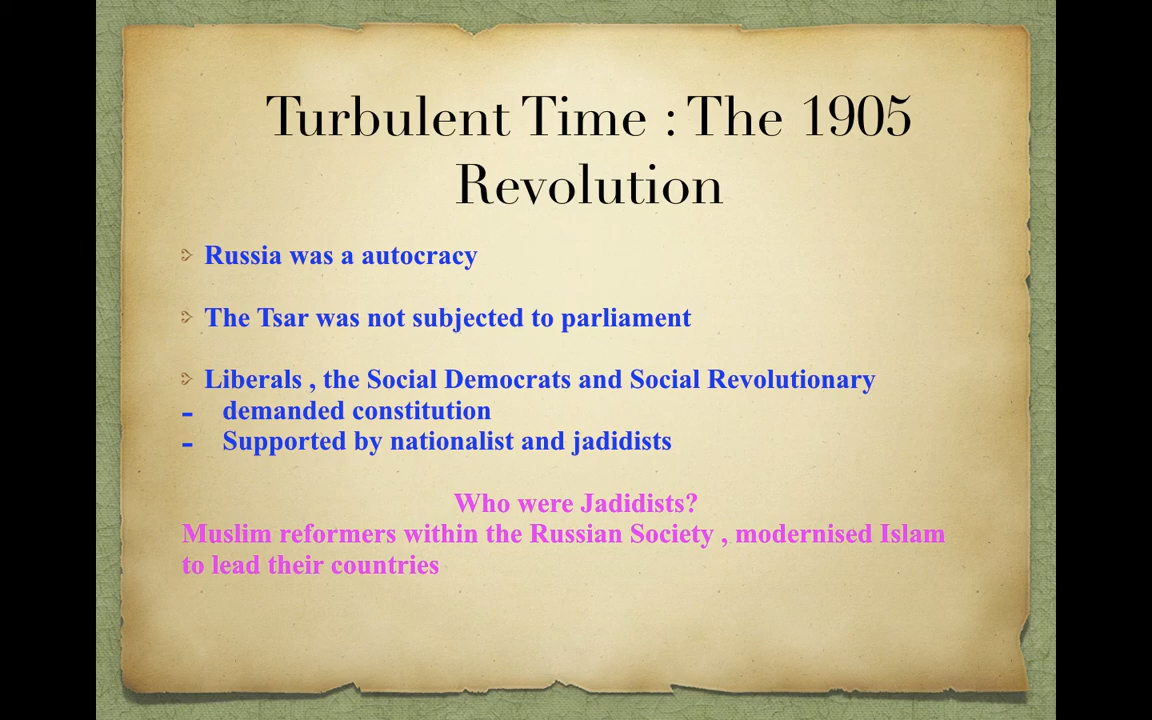 Turbulent Time : The 1905
Revolution
Russia was a autocracy
The Tsar was not subjected to parliament
Liberals , the Social Democrats and Social Revolutionary
- demanded constitution
- Supported by nationalist and jadidists
Who were Jadidists?
Muslim reformers within the Russian Society , modernised Islam
to lead their countries